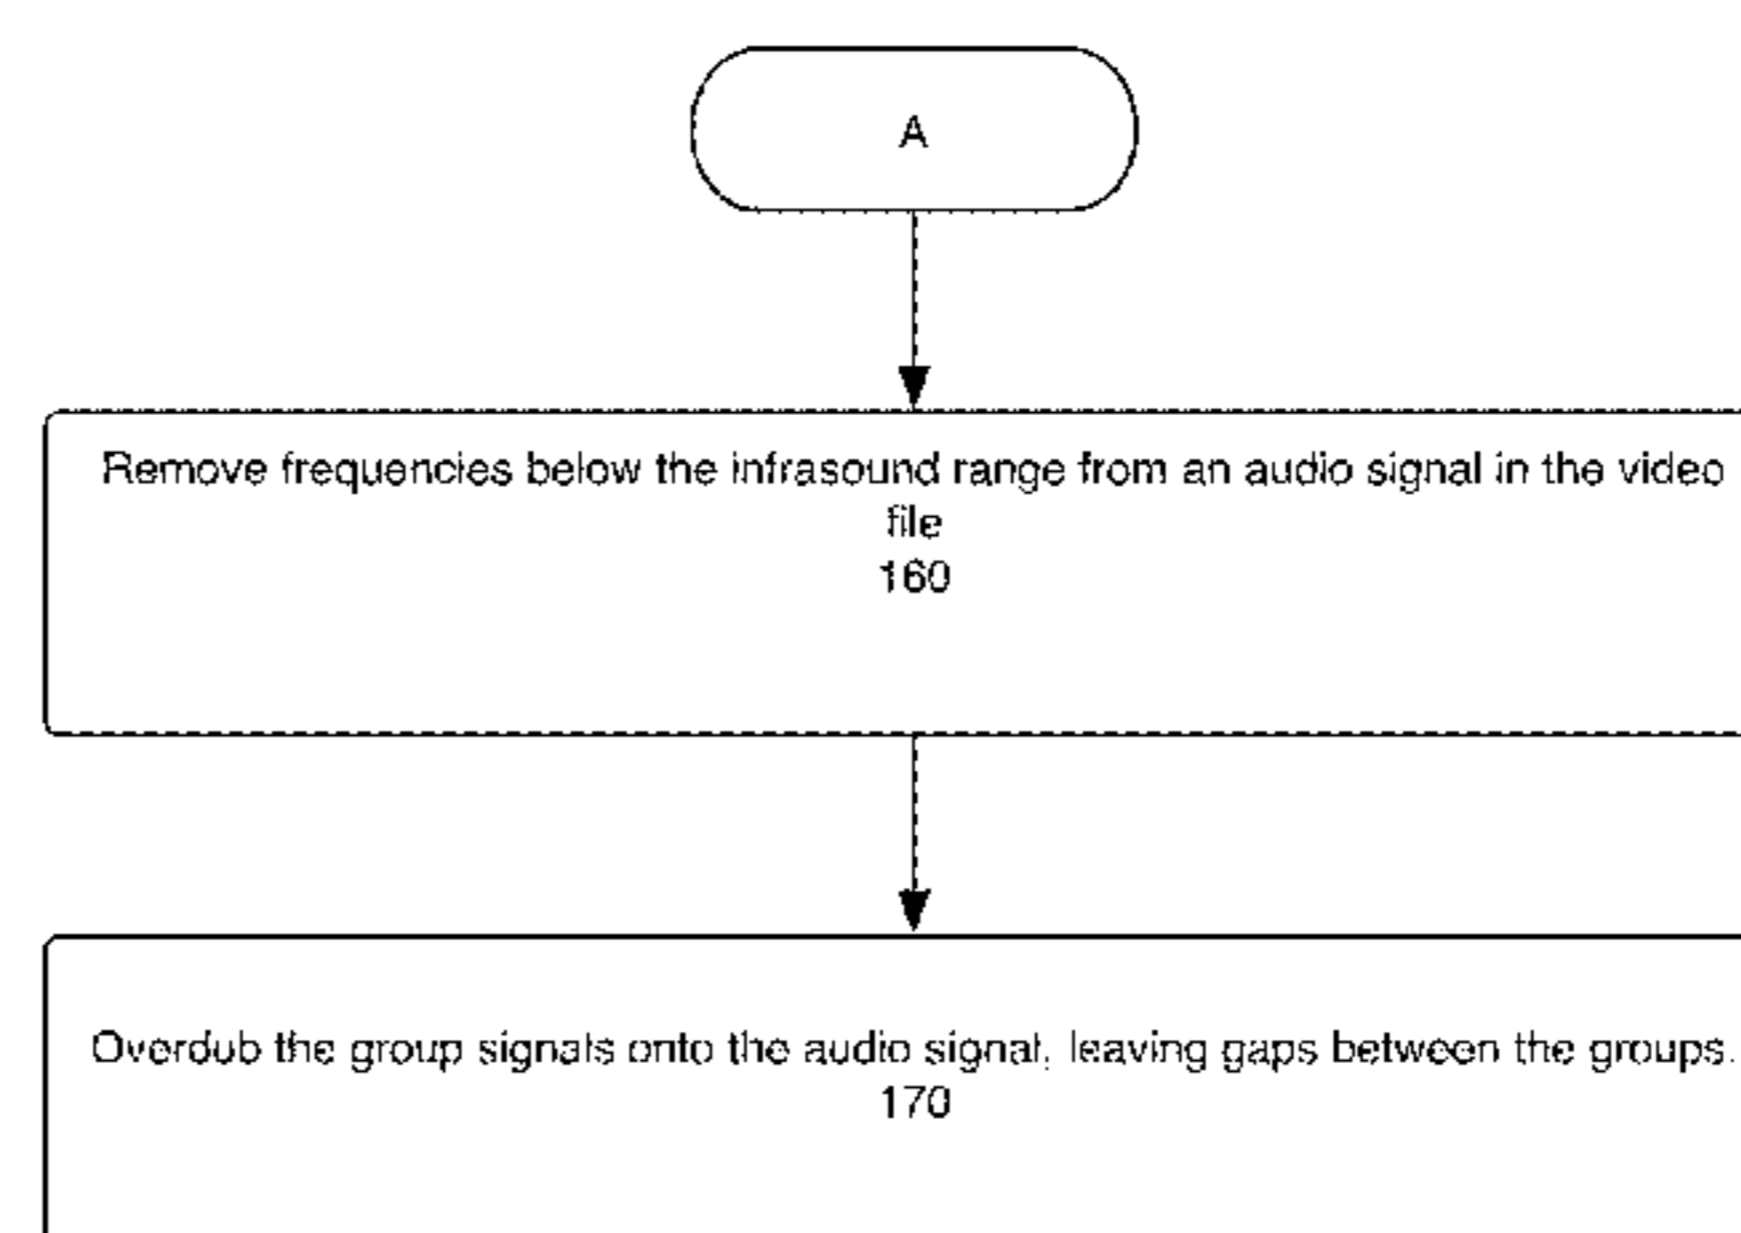 A
Remove frequencies below the infrasound range from an audio signal in the video
file
160
Overdub the group signals onto the audio signal, leaving gaps between the groups.
170